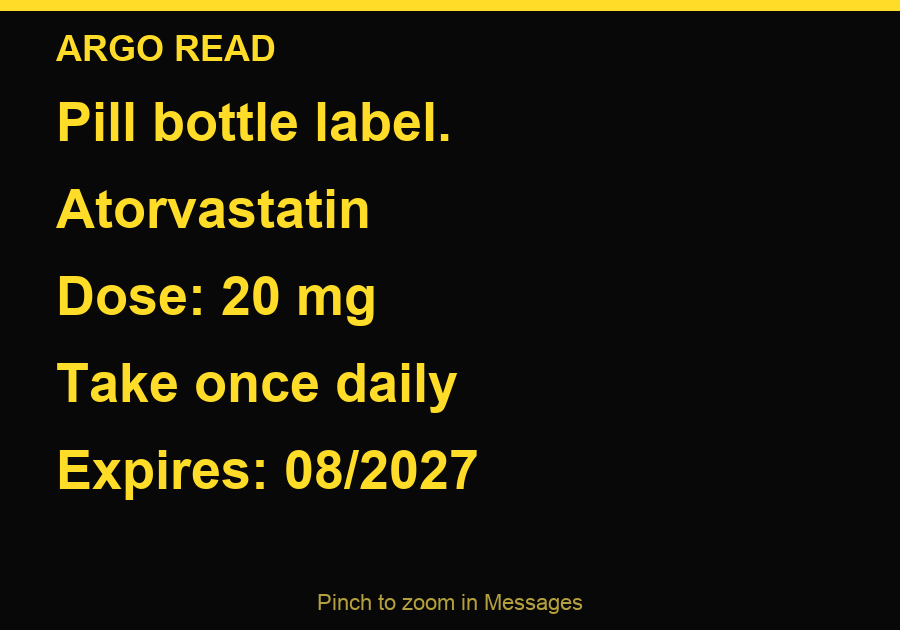 ARGO READ
Pill bottle label.
Atorvastatin
Dose: 20 mg
Take once daily
Expires: 08/2027
Pinch to zoom in Messages